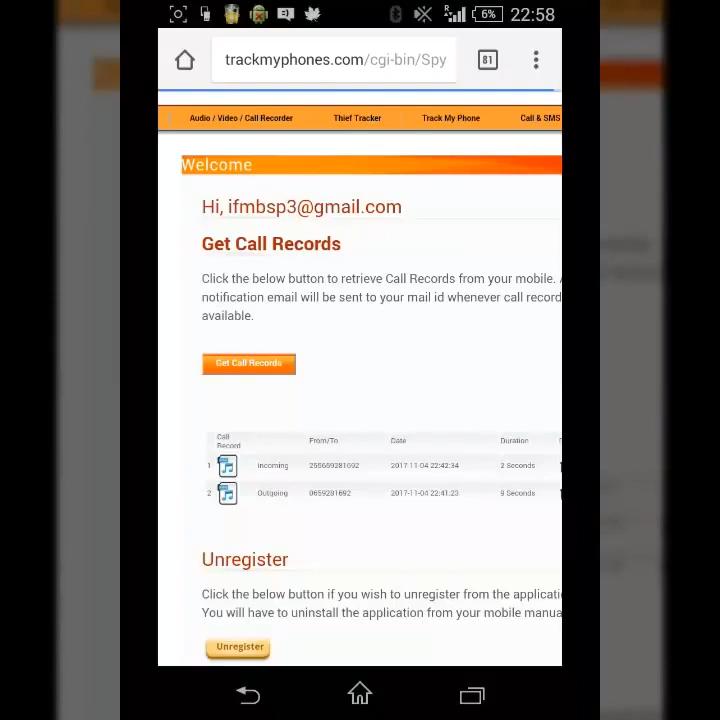 R 6% 22:58
trackmyphones.com/cgi-bin/Spy 81
Audio / Video / Call Recorder Thief Tracker Track My Phone Call & SMS
Welcome
Hi, ifmbsp3@gmail.com
Get Call Records
Click the below button to retrieve Call Records from your mobile.
notification email will be sent to your mail id whenever call record
available.
Get Call Records
Call
Record From/To Date Duration
1 Incoming 255659281692 2017-11-04 22:42:34 2 Seconds
2 Outgoing 0659281692 2017-11-04 22:41:23 9 Seconds
Unregister
Click the below button if you wish to unregister from the applicati
You will have to uninstall the application from your mobile manua
Unregister